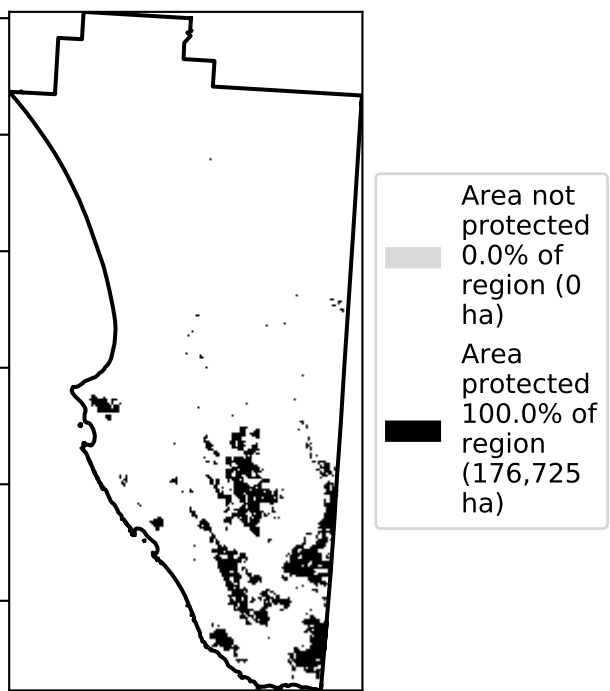 Area not
protected
0.0% of
region (0
ha)
Area
protected
100.0% of
region
(176,725
ha)